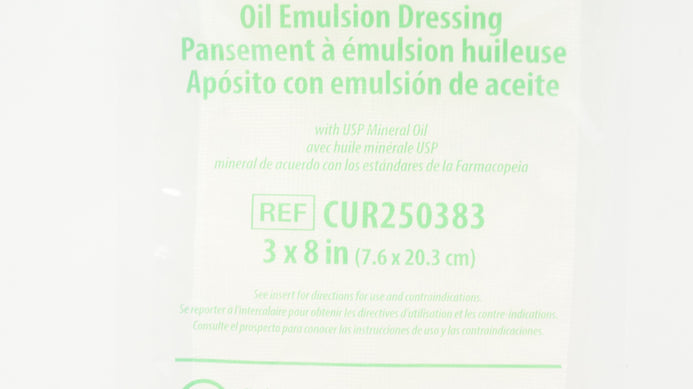 Oil Emulsion Dressing
Pansement à émulsion huileuse
Apósito con emulsión de aceite
with USP Mineral Oil
avec huile minérale USP
mineral de acuerdo con los estándares de la Farmacopeia
REF CUR250383
3 x 8 in (7.6 x 20.3 cm)
See insert for directions for use and contraindications.
Se reporter à l'intercalaire pour obtenir les directives d'utilisation et les contre-indications.
Consulte el prospecto para conocer las instrucciones de uso y las contraindicaciones.